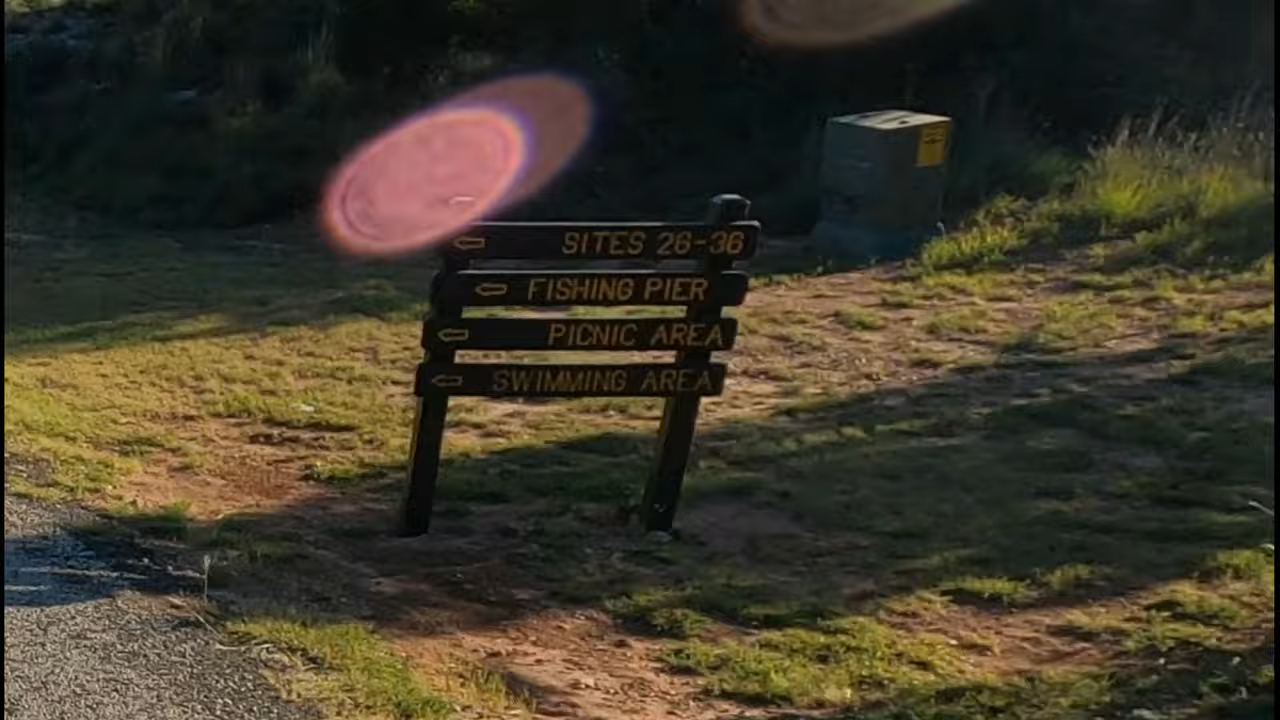 SITES 26-36
FISHING PIER
PICNIC AREA
SWIMMING AREA